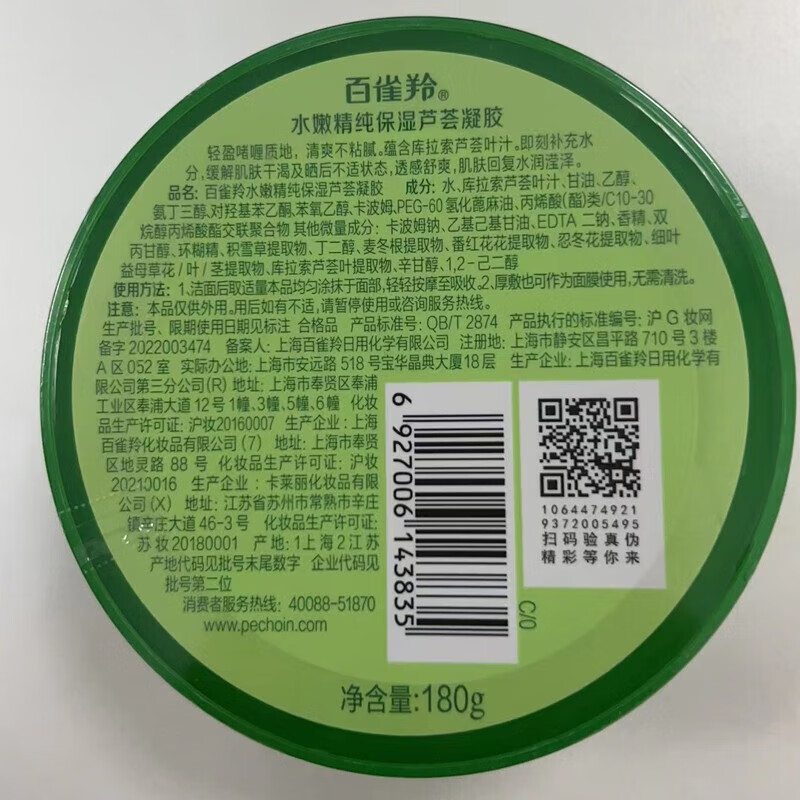 百雀羚®
水嫩精纯保湿芦荟凝胶
轻盈啫喱质地，清爽不粘腻。蕴含库拉索芦荟叶汁。即刻补充水
分，缓解肌肤干渴及晒后不适状态，透感舒爽，肌肤回复水润滢泽。
品名：百雀羚水嫩精纯保湿芦荟凝胶 成分：水、库拉索芦荟叶汁、甘油、乙醇、
氨丁三醇、对羟基苯乙酮、苯氧乙醇、卡波姆、PEG-60 氢化蓖麻油、丙烯酸(酯)类/C10-30
烷醇丙烯酸酯交联聚合物 其他微量成分：卡波姆钠、乙基己基甘油、EDTA 二钠、香精、双
丙甘醇、环糊精、积雪草提取物、丁二醇、麦冬根提取物、番红花花提取物、忍冬花提取物、细叶
益母草花/叶/茎提取物、库拉索芦荟叶提取物、辛甘醇、1,2-己二醇
使用方法：1、洁面后取适量本品均匀涂抹于面部，轻轻按摩至吸收。2、厚敷也可作为面膜使用，无需清洗。
注意：本品仅供外用。用后如有不适，请暂停使用或咨询服务热线。
生产批号、限期使用日期见标注 合格品 产品标准号：QB/T 2874 产品执行的标准编号：沪 G 妆网
备字 2022003474 备案人：上海百雀羚日用化学有限公司 注册地：上海市静安区昌平路 710 号 3 楼
A 区 052 室 实际办公地：上海市安远路 518 号宝华晶典大厦18层 生产企业：上海百雀羚日用化学有
限公司第三分公司(R) 地址：上海市奉贤区奉浦
工业区奉浦大道 12 号 1幢、3幢、5幢、6幢 化妆
品生产许可证：沪妆20160007 生产企业：上海
百雀羚化妆品有限公司（7） 地址：上海市奉贤
区地灵路 88 号 化妆品生产许可证：沪妆
20210016 生产企业：卡莱丽化妆品有限
公司（X） 地址：江苏省苏州市常熟市辛庄
镇辛庄大道 46-3 号 化妆品生产许可证：
苏妆 20180001 产地：1上海 2江苏
产地代码见批号末尾数字 企业代码见
批号第二位
消费者服务热线：40088-51870
www.pechoin.com
6 927006 143835
C/0
1064474921
9372005495
扫码验真伪
精彩等你来
净含量:180g